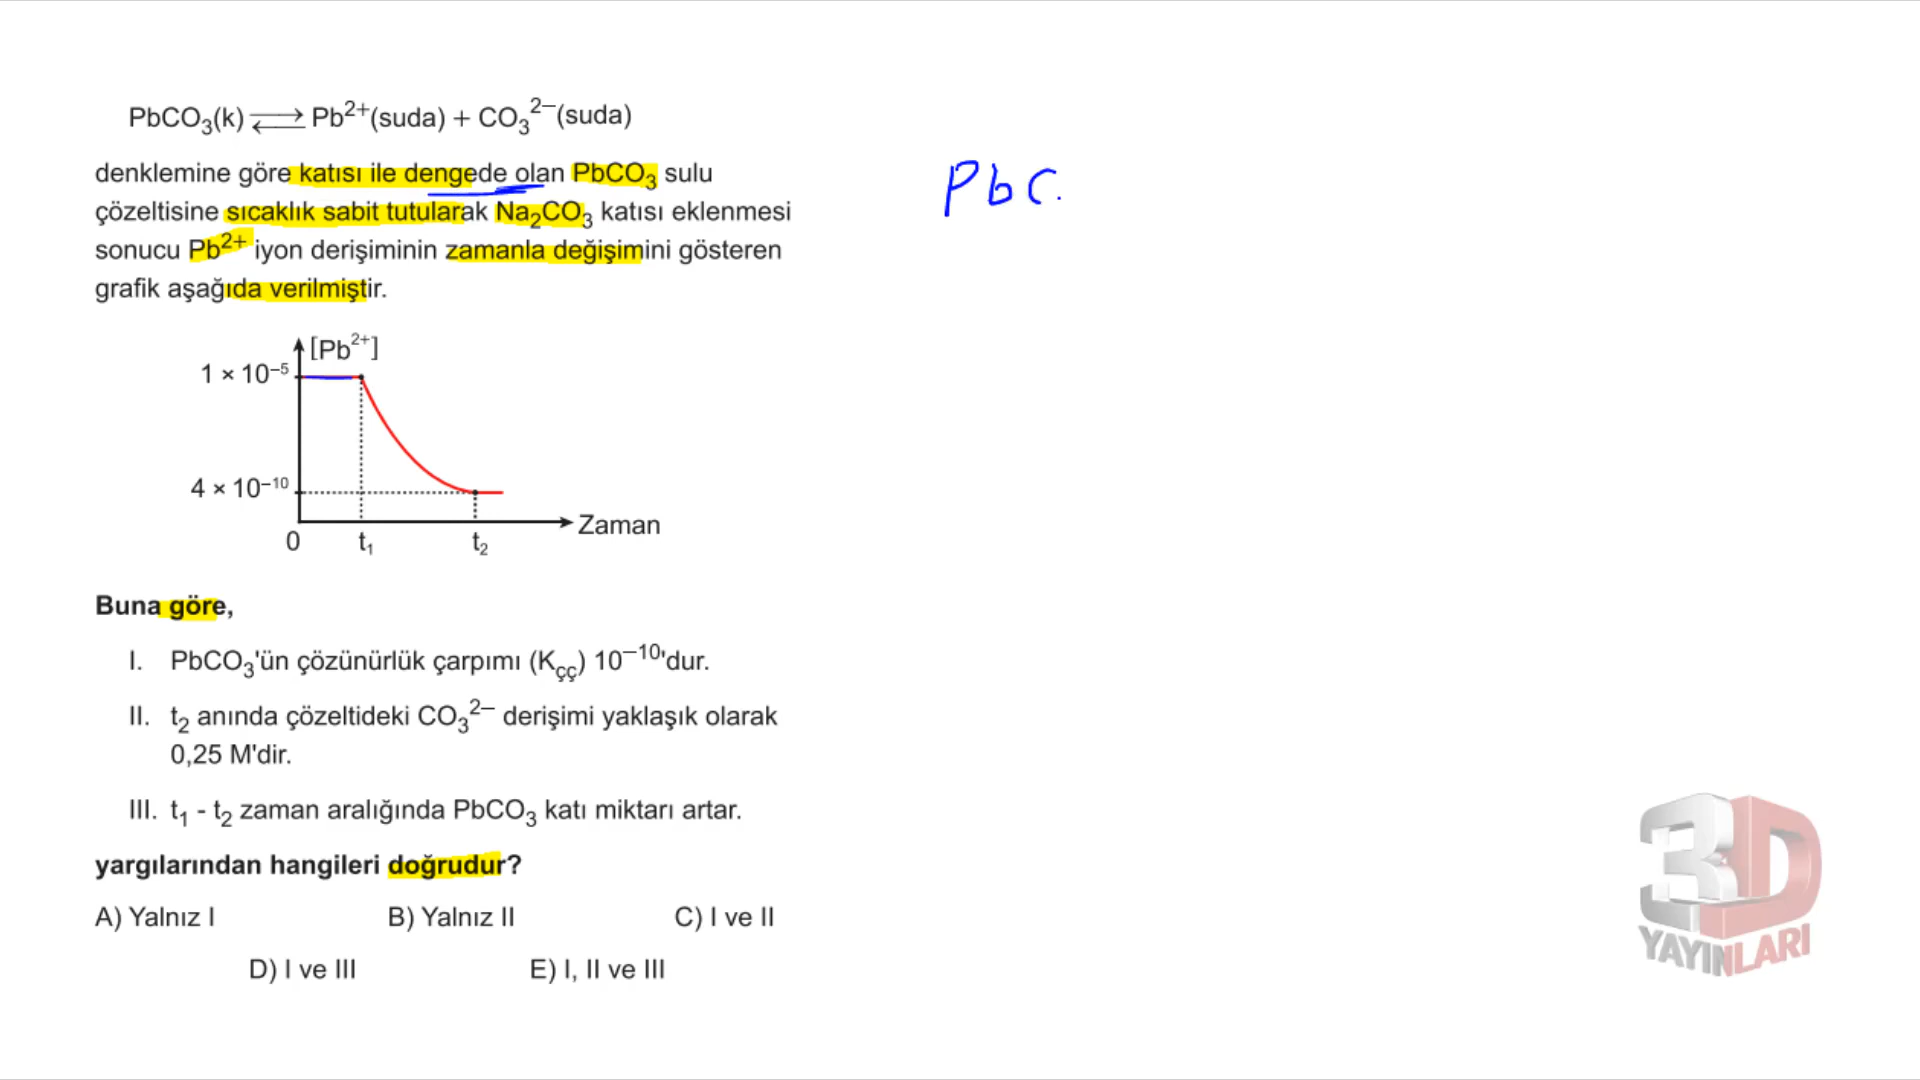 PbCO₃(k) ⇌ Pb²⁺(suda) + CO₃²⁻(suda)
denklemine göre katısı ile dengede olan PbCO₃ sulu
çözeltisine sıcaklık sabit tutularak Na₂CO₃ katısı eklenmesi
sonucu Pb²⁺ iyon derişiminin zamanla değişimini gösteren
grafik aşağıda verilmiştir.
PbC
[Pb²⁺]
1 × 10⁻⁵
4 × 10⁻¹⁰
Zaman
0 t₁ t₂
Buna göre,
I. PbCO₃'ün çözünürlük çarpımı (Kçç) 10⁻¹⁰'dur.
II. t₂ anında çözeltideki CO₃²⁻ derişimi yaklaşık olarak
0,25 M'dir.
III. t₁ - t₂ zaman aralığında PbCO₃ katı miktarı artar.
yargılarından hangileri doğrudur?
A) Yalnız I B) Yalnız II C) I ve II
D) I ve III E) I, II ve III
3D
YAYINLARI